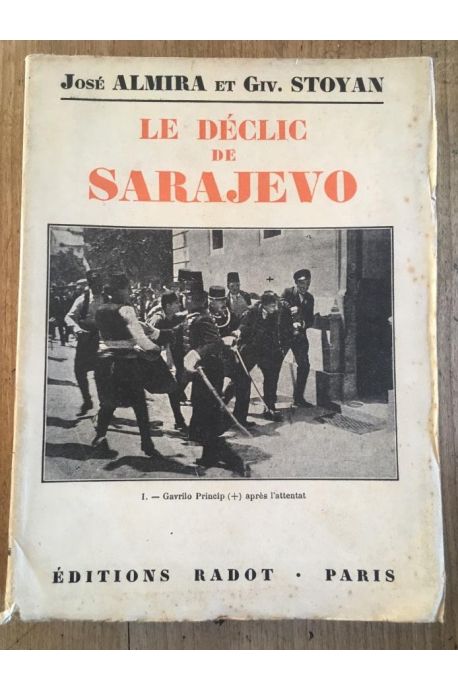 José ALMIRA ET Giv. STOYAN
LE DÉCLIC
DE
SARAJEVO
I. — Gavrilo Princip (+) après l'attentat
ÉDITIONS RADOT · PARIS